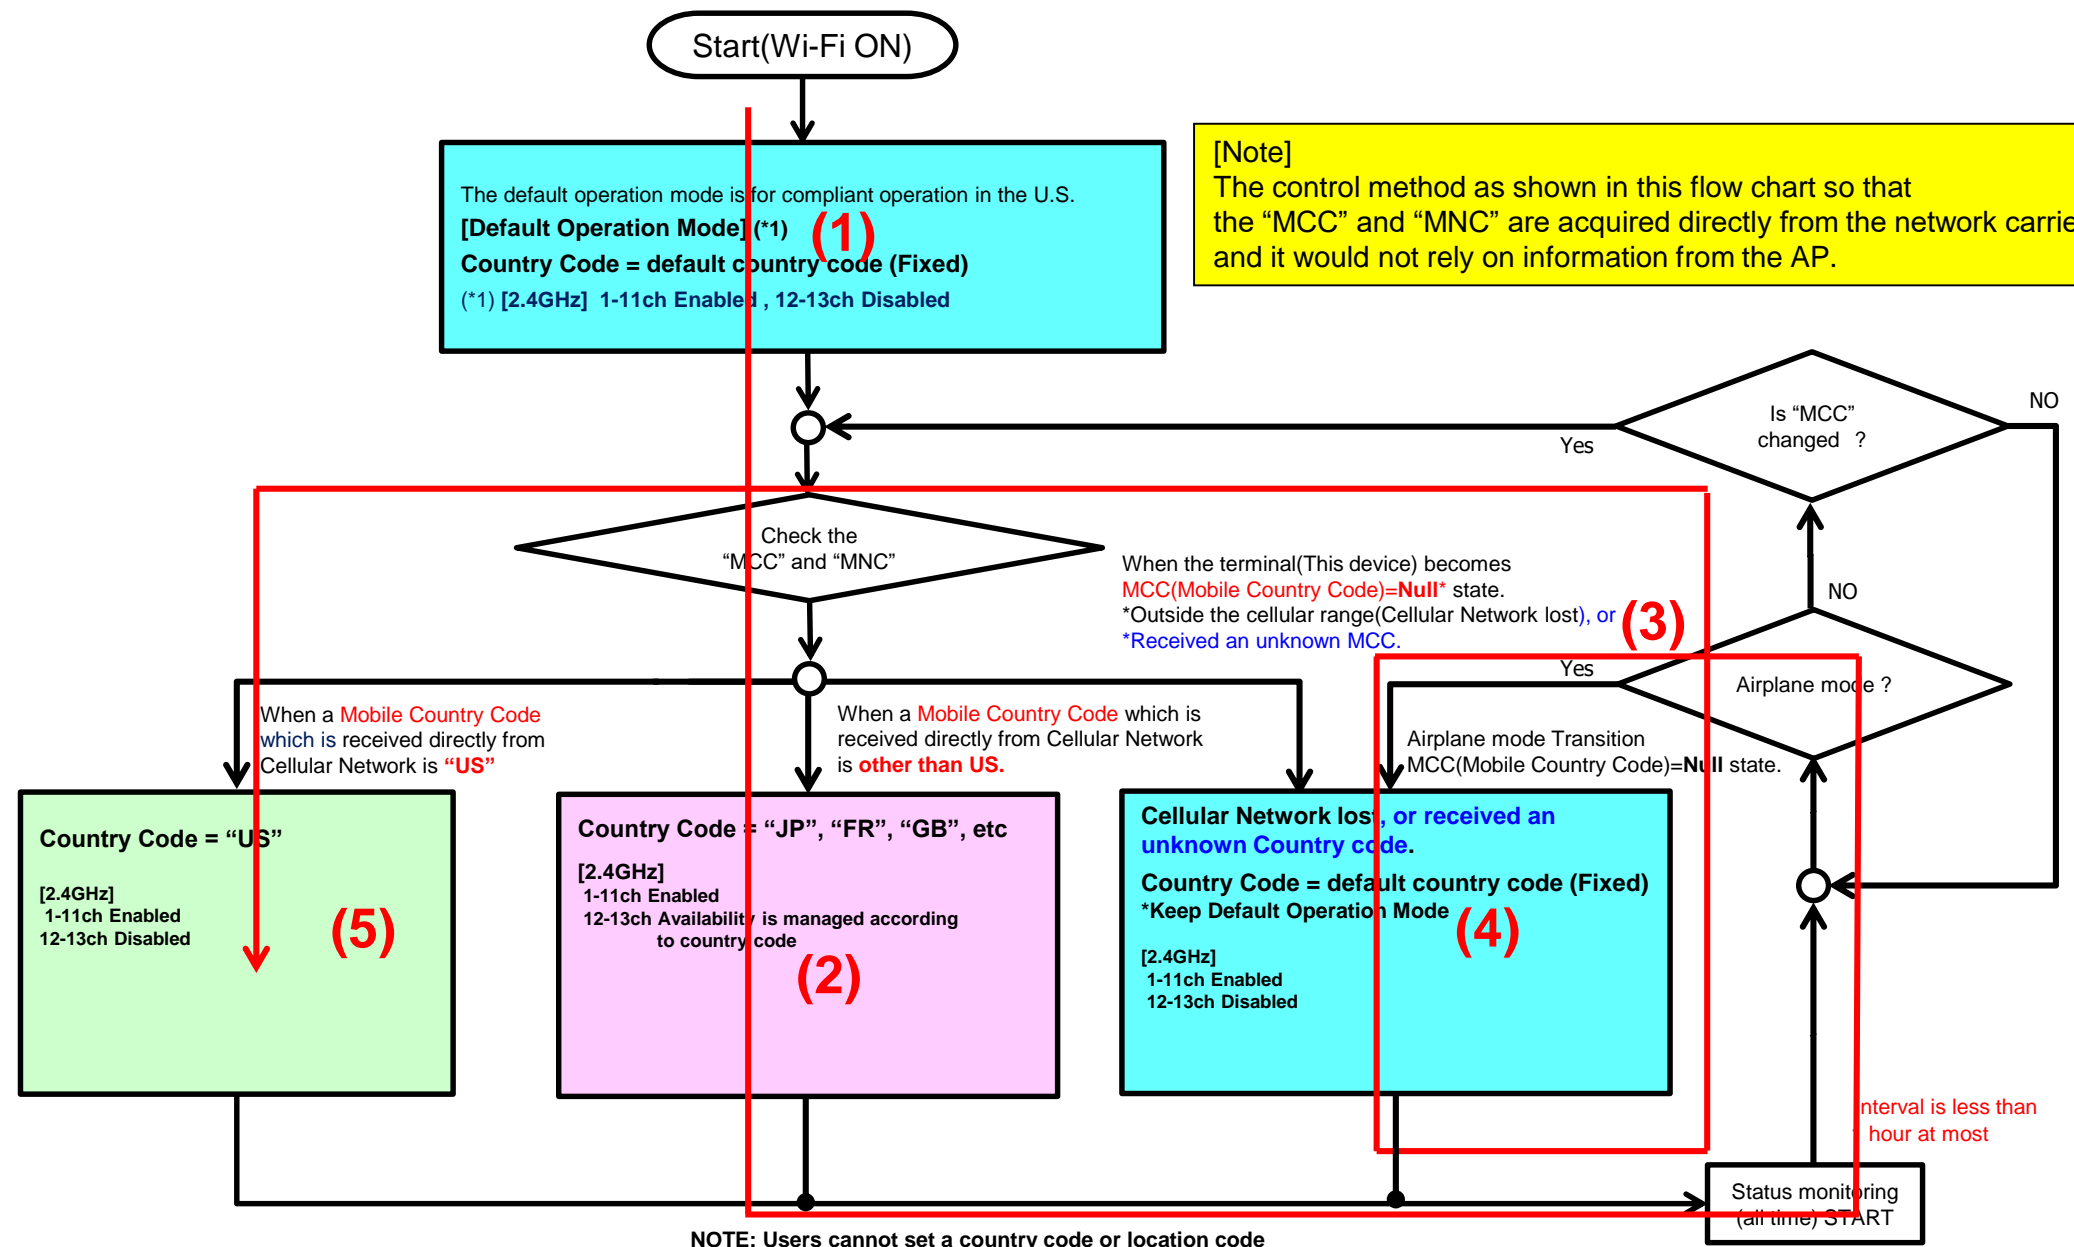 Start(Wi-Fi ON)
The default operation mode is for compliant operation in the U.S.
[Default Operation Mode] (*1)
(1)
Country Code = default country code (Fixed)
(*1) [2.4GHz] 1-11ch Enabled , 12-13ch Disabled
[Note]
The control method as shown in this flow chart so that
the “MCC” and “MNC” are acquired directly from the network carrie
and it would not rely on information from the AP.
Is “MCC”
changed ?
NO
Yes
Check the
“MCC” and “MNC”
When the terminal(This device) becomes
MCC(Mobile Country Code)=Null* state.
*Outside the cellular range(Cellular Network lost), or
*Received an unknown MCC.
(3)
NO
Yes
Airplane mode ?
When a Mobile Country Code
which is received directly from
Cellular Network is “US”
When a Mobile Country Code which is
received directly from Cellular Network
is other than US.
Airplane mode Transition
MCC(Mobile Country Code)=Null state.
Country Code = “US”
[2.4GHz]
1-11ch Enabled
12-13ch Disabled
(5)
Country Code = “JP”, “FR”, “GB”, etc
[2.4GHz]
1-11ch Enabled
12-13ch Availability is managed according
to country code
(2)
Cellular Network lost, or received an
unknown Country code.
Country Code = default country code (Fixed)
*Keep Default Operation Mode
(4)
[2.4GHz]
1-11ch Enabled
12-13ch Disabled
nterval is less than
hour at most
Status monitoring
(all time) START
NOTE: Users cannot set a country code or location code